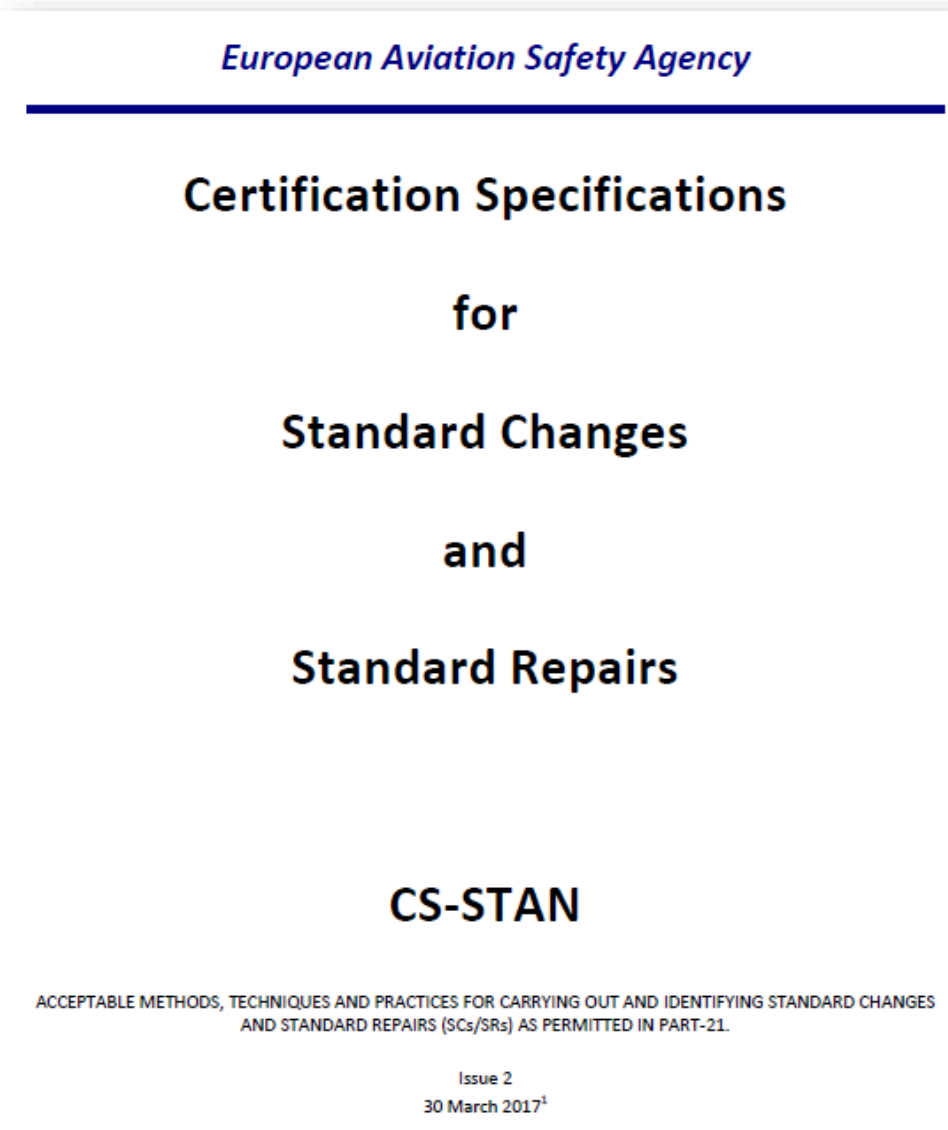 European Aviation Safety Agency
Certification Specifications
for
Standard Changes
and
Standard Repairs
CS-STAN
ACCEPTABLE METHODS, TECHNIQUES AND PRACTICES FOR CARRYING OUT AND IDENTIFYING STANDARD CHANGES
AND STANDARD REPAIRS (SCs/SRs) AS PERMITTED IN PART-21.
Issue 2
30 March 2017¹